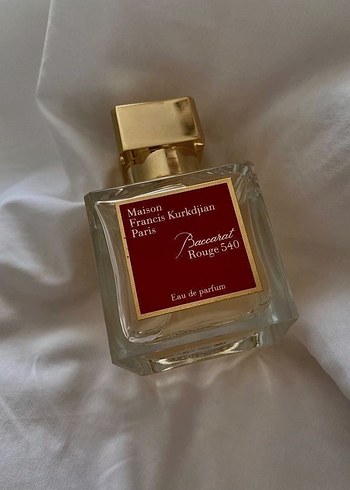 Maison
Francis Kurkdjian
Paris
Baccarat
Rouge 540
Eau de parfum